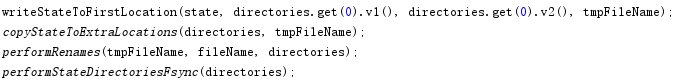 writeStateToFirstLocation(state, directories.get(0).v1(), directories.get(0).v2(), tmpFileName);
copyStateToExtraLocations(directories, tmpFileName);
performRenames(tmpFileName, fileName, directories);
performStateDirectoriesFsync(directories);